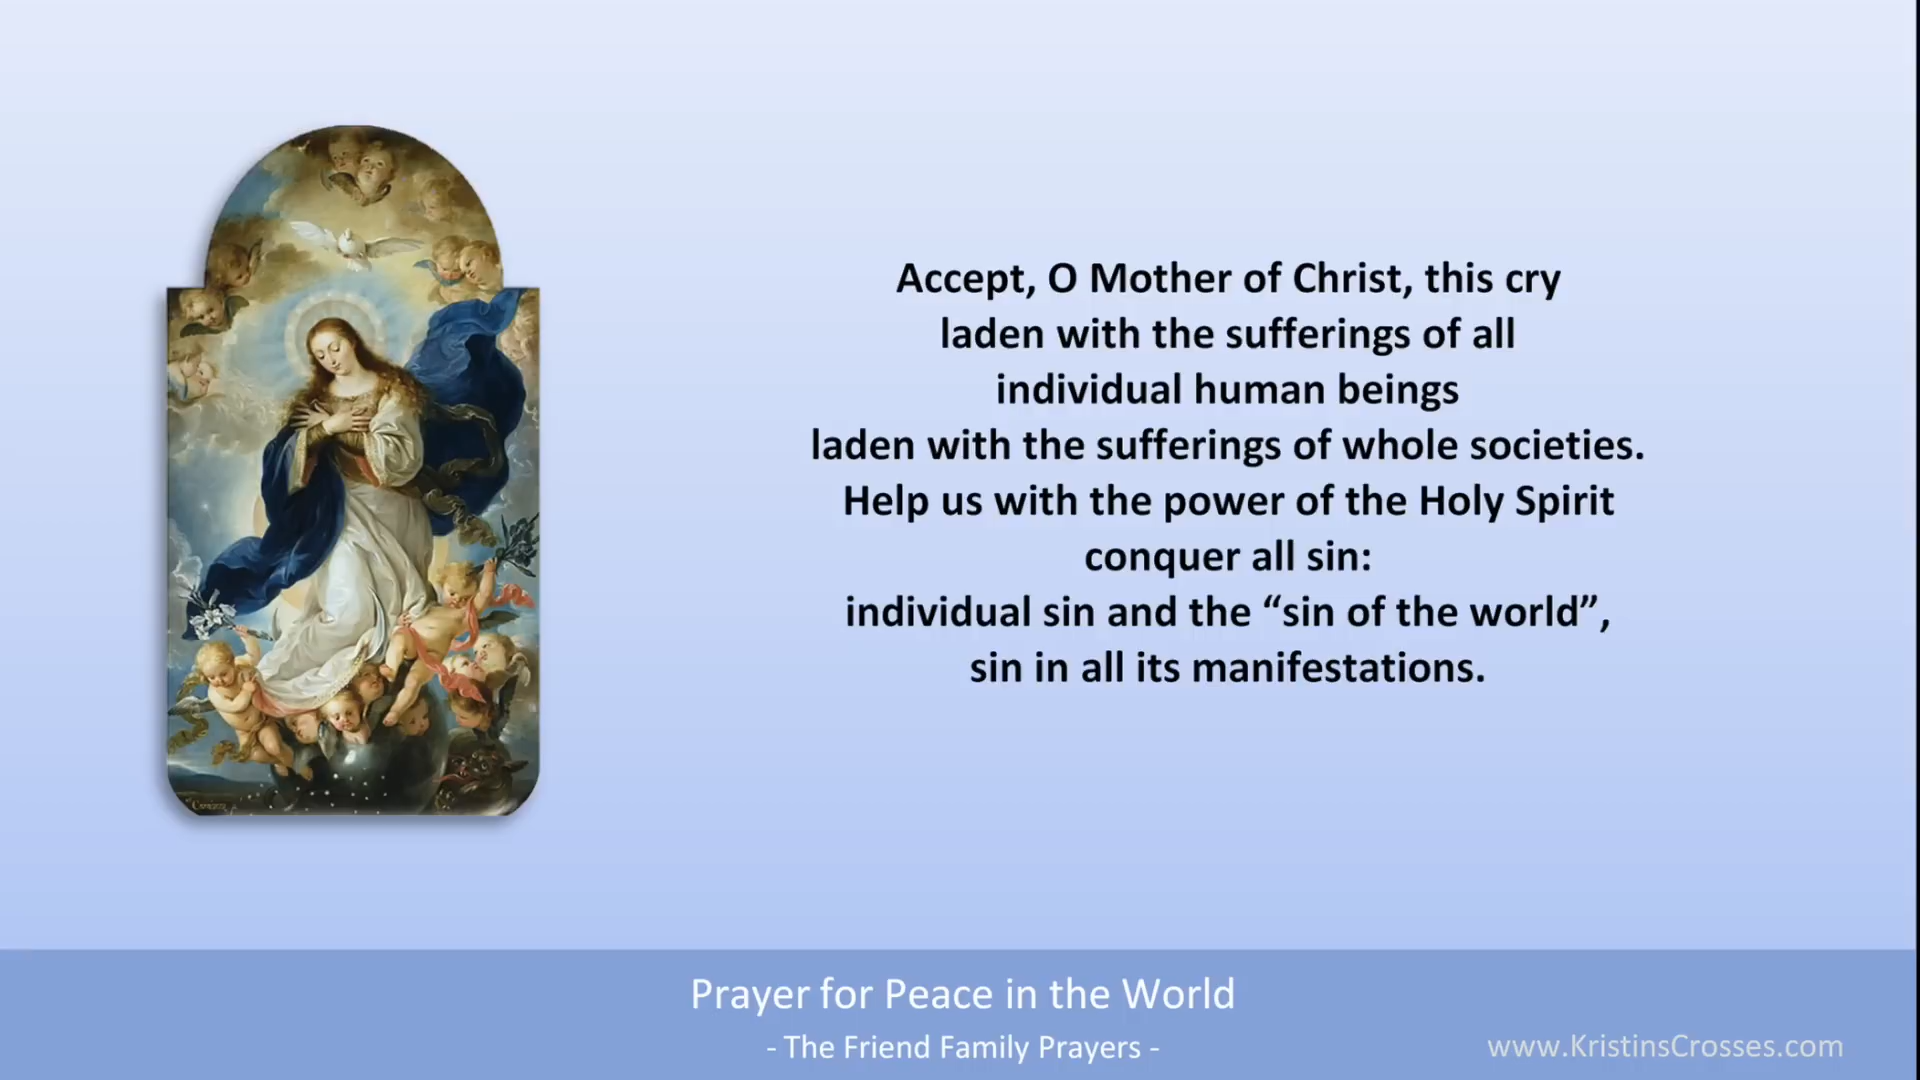 Accept, O Mother of Christ, this cry
laden with the sufferings of all
individual human beings
laden with the sufferings of whole societies.
Help us with the power of the Holy Spirit
conquer all sin:
individual sin and the “sin of the world”,
sin in all its manifestations.
Prayer for Peace in the World
- The Friend Family Prayers -
www.KristinsCrosses.com